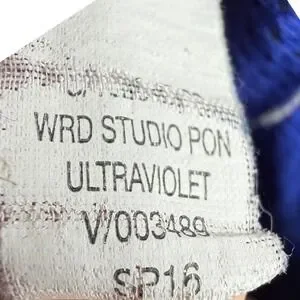 WRD STUDIO PON
ULTRAVIOLET
V/003489
SP16